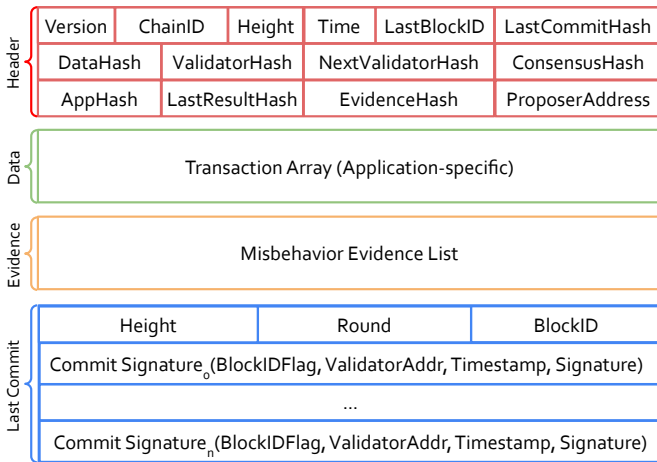 Header
Version ChainID Height Time LastBlockID LastCommitHash
DataHash ValidatorHash NextValidatorHash ConsensusHash
AppHash LastResultHash EvidenceHash ProposerAddress
Data
Transaction Array (Application-specific)
Evidence
Misbehavior Evidence List
Last Commit
Height Round BlockID
Commit Signature₀(BlockIDFlag, ValidatorAddr, Timestamp, Signature)
...
Commit Signatureₙ(BlockIDFlag, ValidatorAddr, Timestamp, Signature)